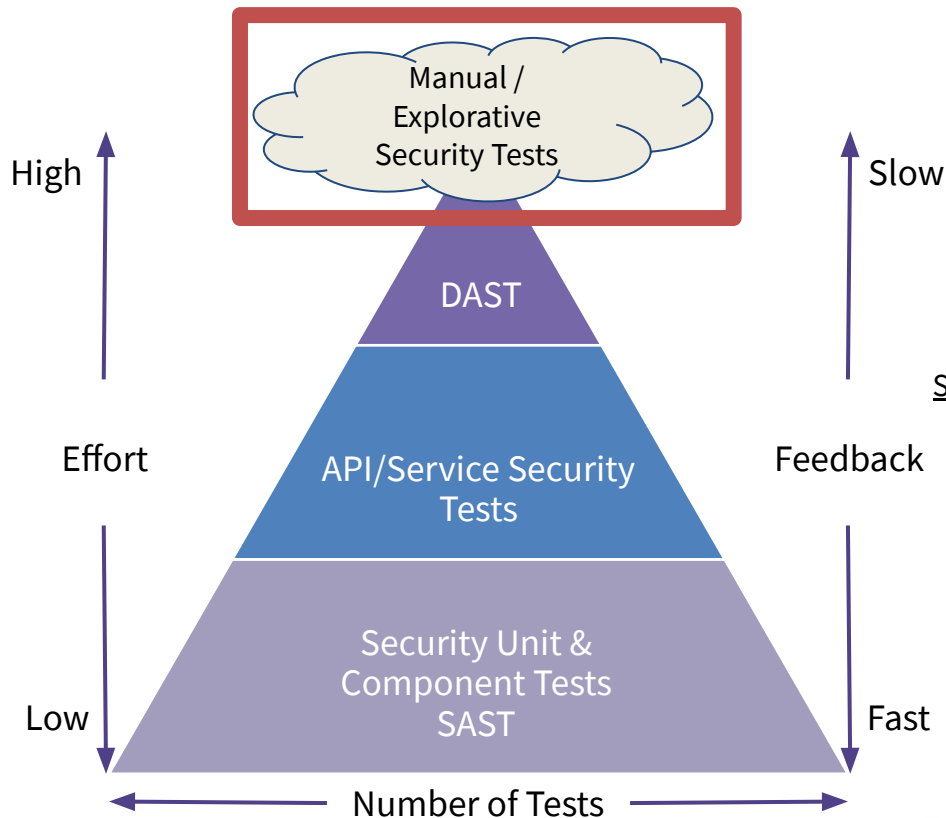 Manual /
Explorative
Security Tests
High
Slow
DAST
S
Effort
API/Service Security
Tests
Feedback
Security Unit &
Component Tests
SAST
Low
Fast
Number of Tests